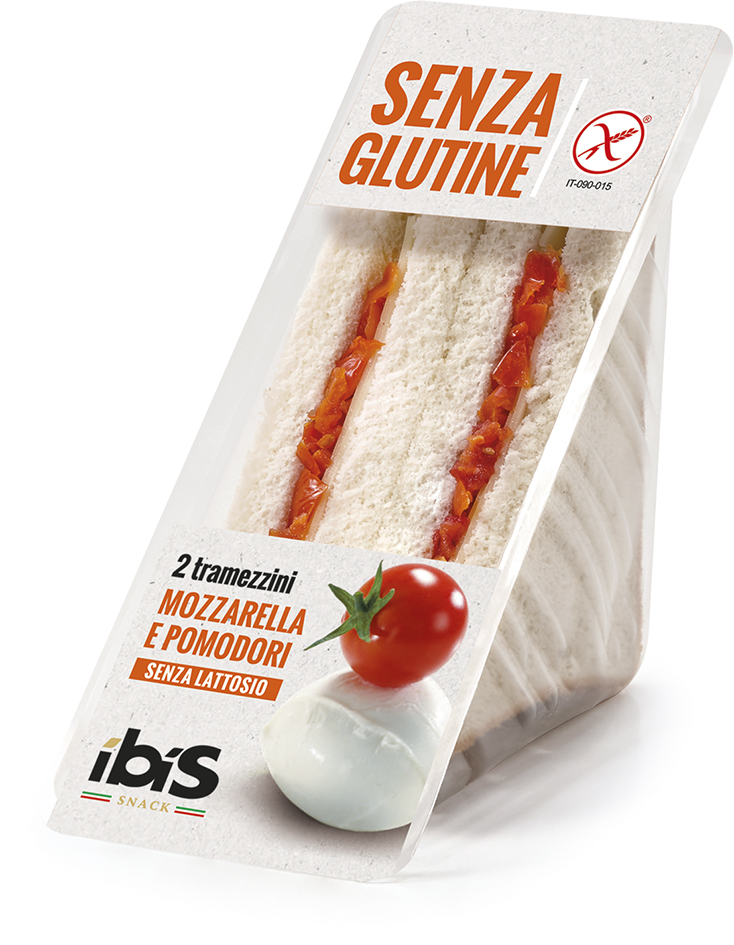 SENZA
GLUTINE
®
IT-090-015
2 tramezzini
MOZZARELLA
E POMODORI
SENZA LATTOSIO
ibis
SNACK